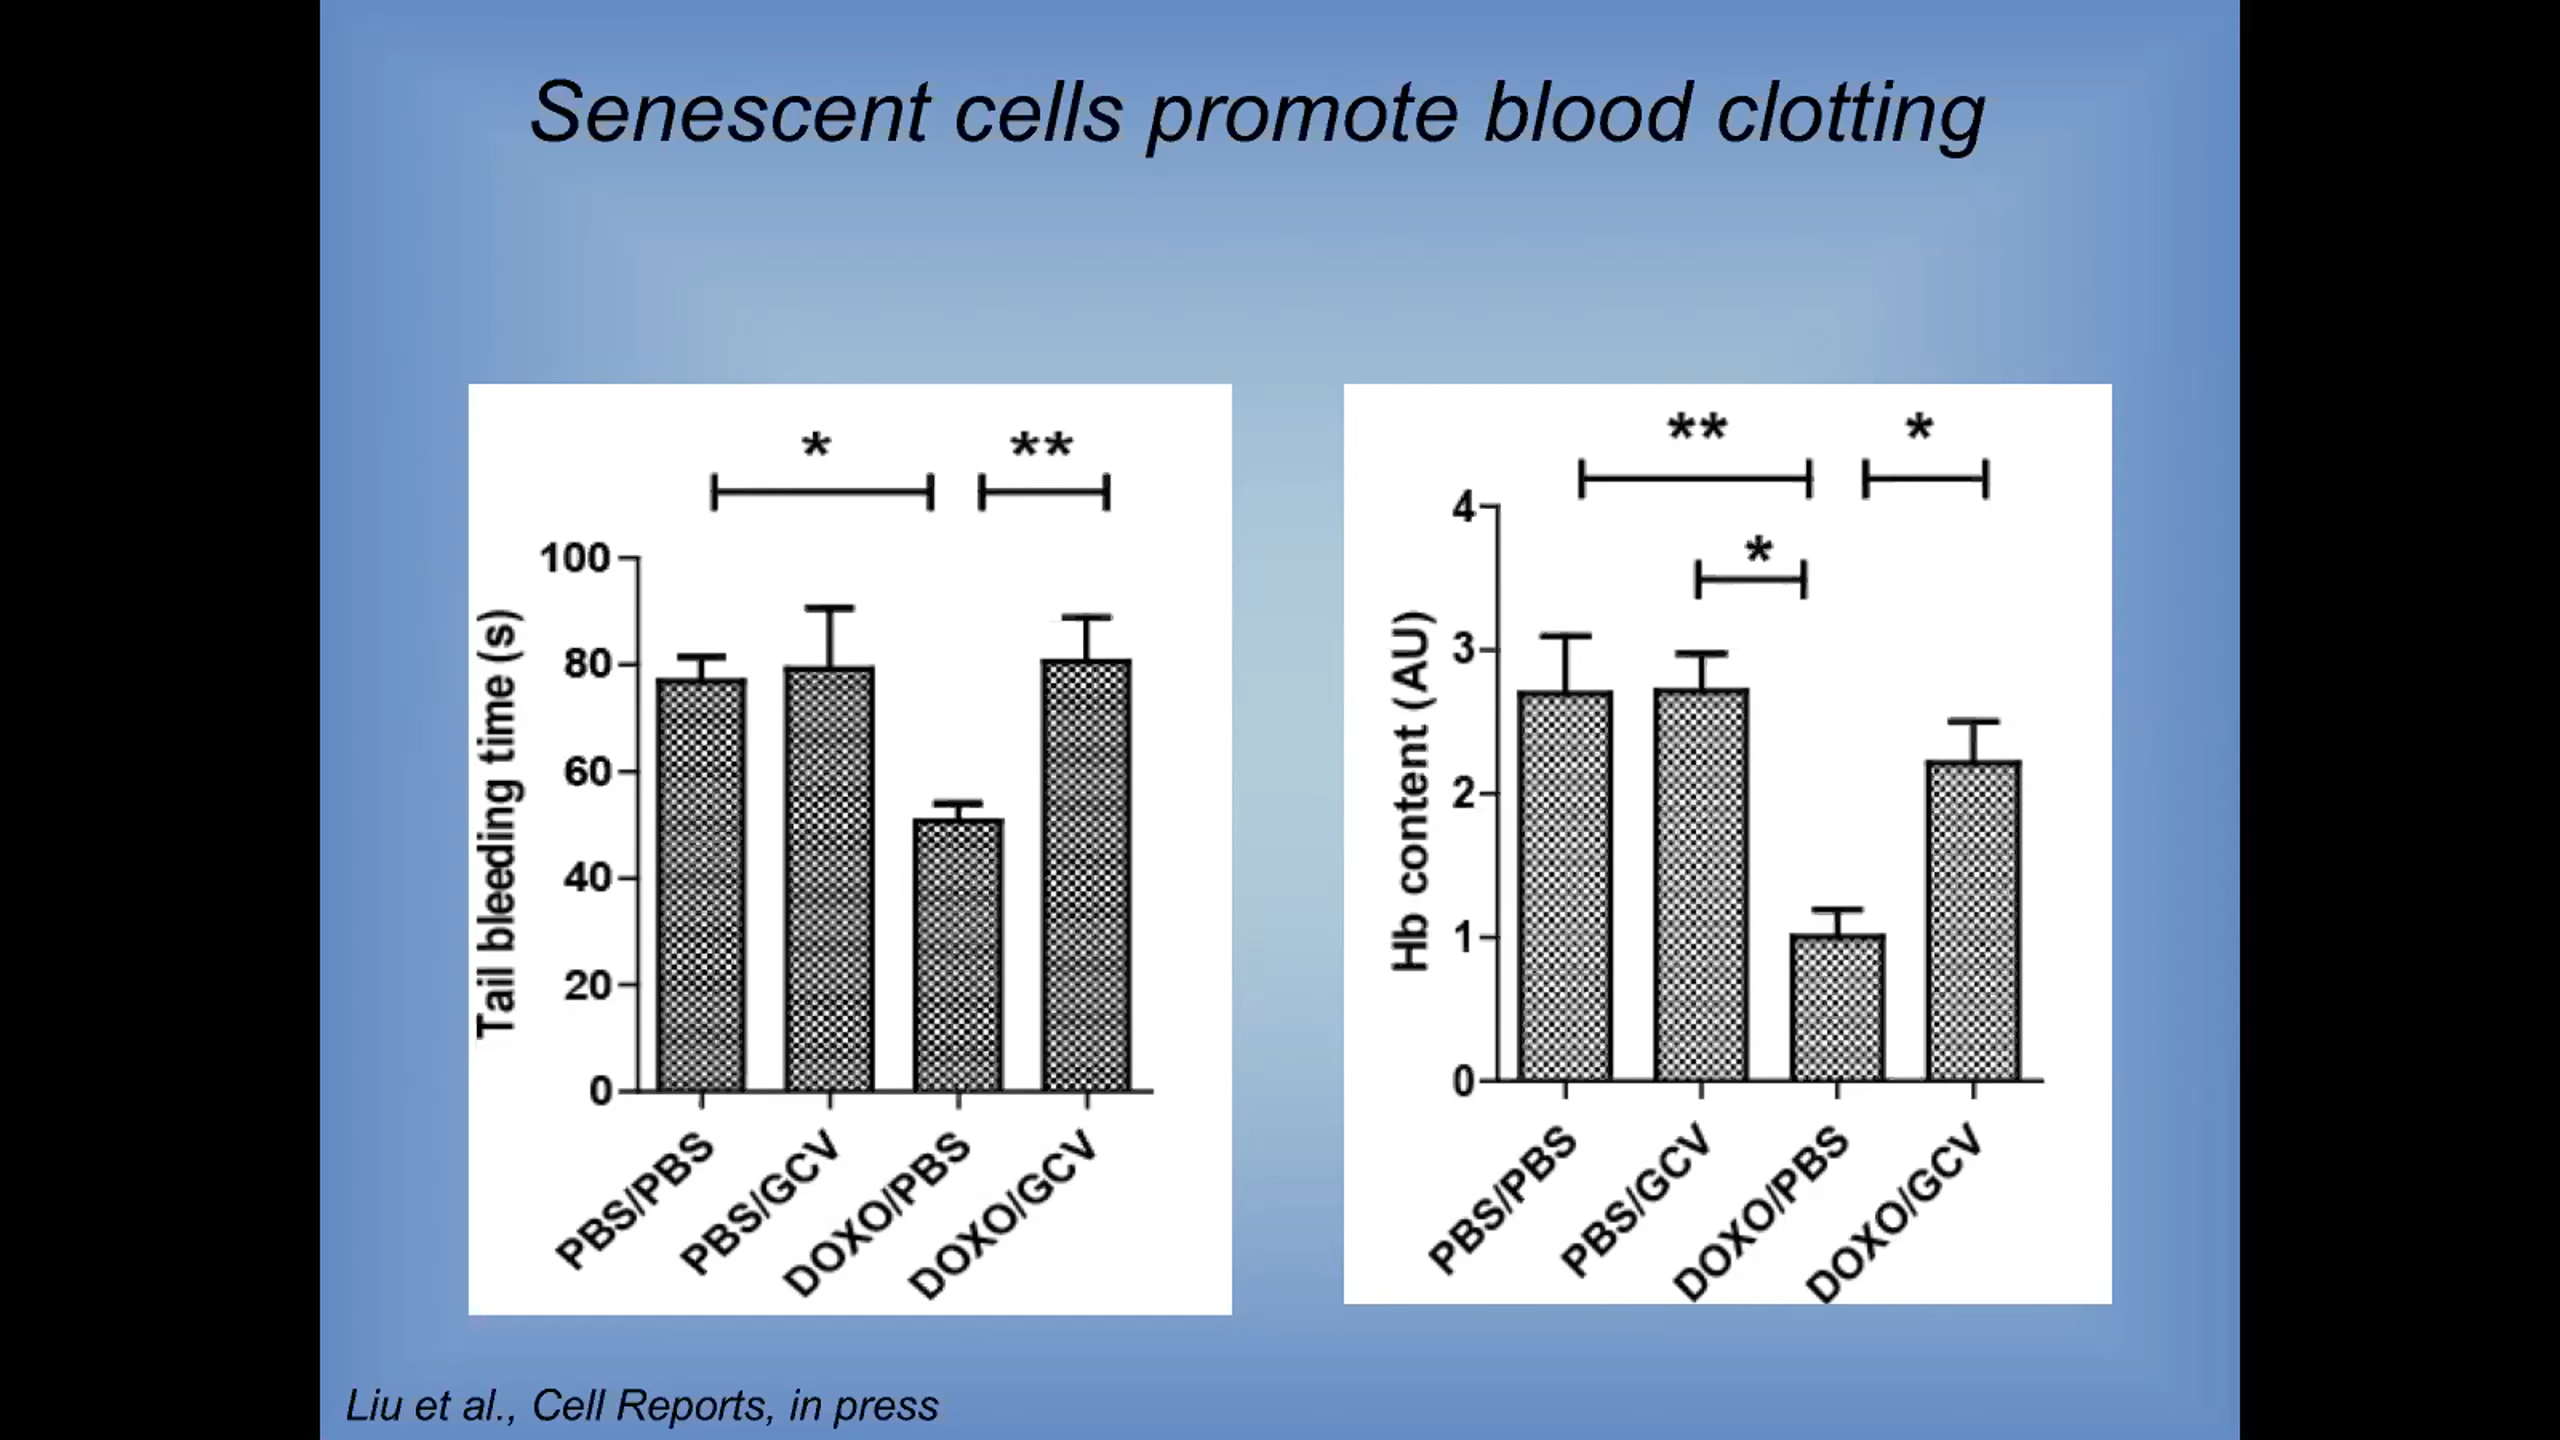 Senescent cells promote blood clotting
* **
100
80
60
40
20
0
Tail bleeding time (s)
PBS/PBS
PBS/GCV
DOXO/PBS
DOXO/GCV
** *
*
4
3
2
1
0
Hb content (AU)
PBS/PBS
PBS/GCV
DOXO/PBS
DOXO/GCV
Liu et al., Cell Reports, in press